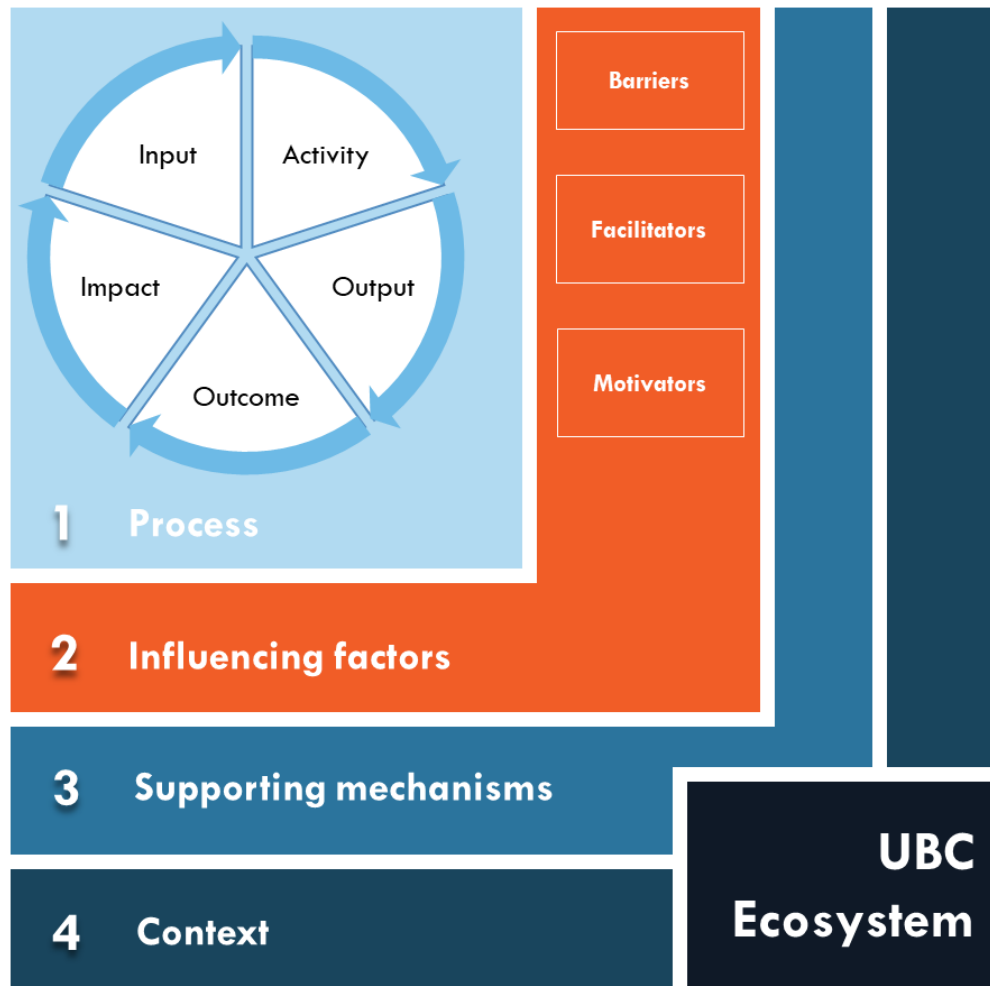 Input
Activity
Output
Outcome
Impact
1 Process
Barriers
Facilitators
Motivators
2 Influencing factors
3 Supporting mechanisms
4 Context
UBC
Ecosystem